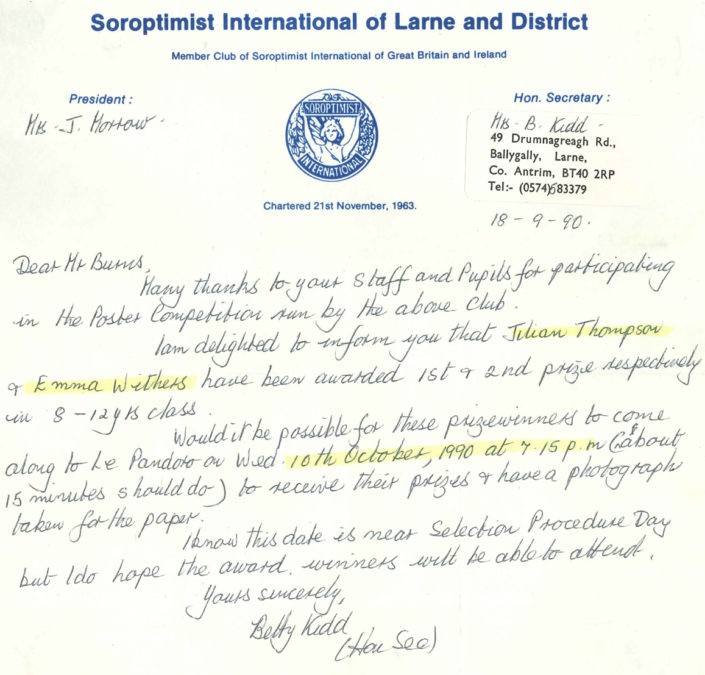 Soroptimist International of Larne and District
Member Club of Soroptimist International of Great Britain and Ireland
President :
Mrs - J. Morrow -
SOROPTIMIST
INTERNATIONAL
Chartered 21st November, 1963.
Hon. Secretary :
Mrs - B. Kidd -
49 Drumnagreagh Rd.,
Ballygally, Larne,
Co. Antrim, BT40 2RP
Tel:- (0574)583379
18 - 9 - 90 .
Dear Mr Burns,
Many thanks to your Staff and Pupils for participating
in the Poster Competition run by the above club .
I am delighted to inform you that Jilian Thompson
& Emma Withers have been awarded 1st & 2nd prize respectively
in 8 - 12 yrs class .
Would it be possible for these prizewinners to come
along to Le Pandoro on Wed. 10th October, 1990 at 7.15 p.m (about
15 minutes should do) to receive their prizes & have a photograph
taken for the paper.
I know this date is near Selection Procedure Day
but I do hope the award . winners will be able to attend .
Yours sincerely,
Betty Kidd
(Hon Sec)